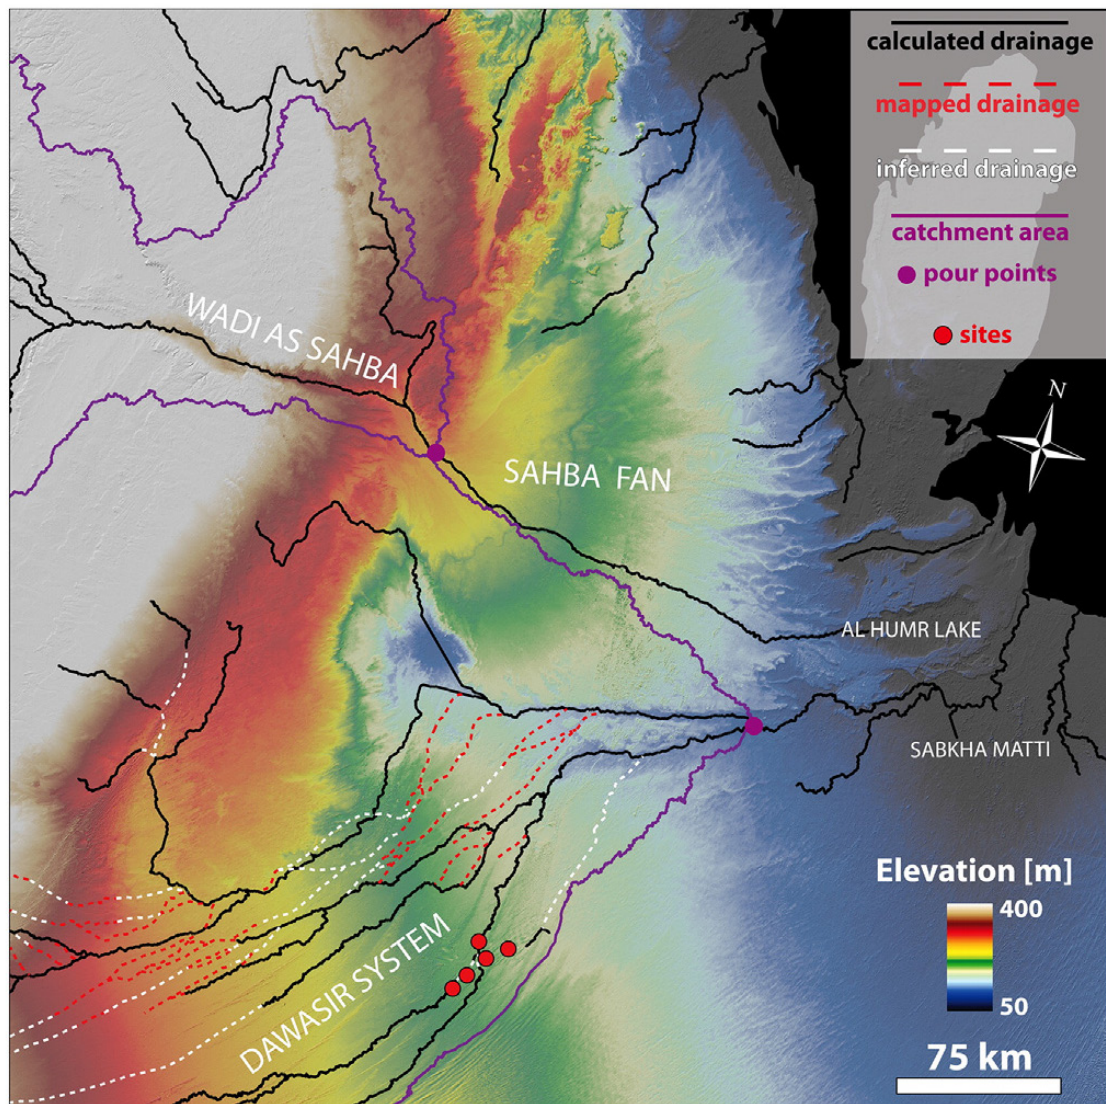 calculated drainage
mapped drainage
inferred drainage
catchment area
pour points
sites
N
WADI AS SAHBA
SAHBA FAN
AL HUMR LAKE
SABKHA MATTI
DAWASIR SYSTEM
Elevation [m]
400
50
75 km